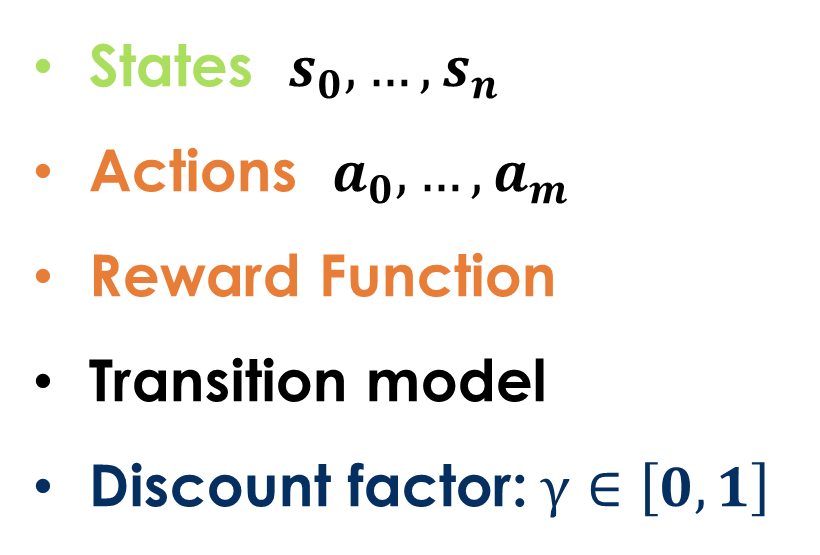 • States s₀, … , sₙ
• Actions a₀, … , aₘ
• Reward Function
• Transition model
• Discount factor: γ ∈ [0, 1]